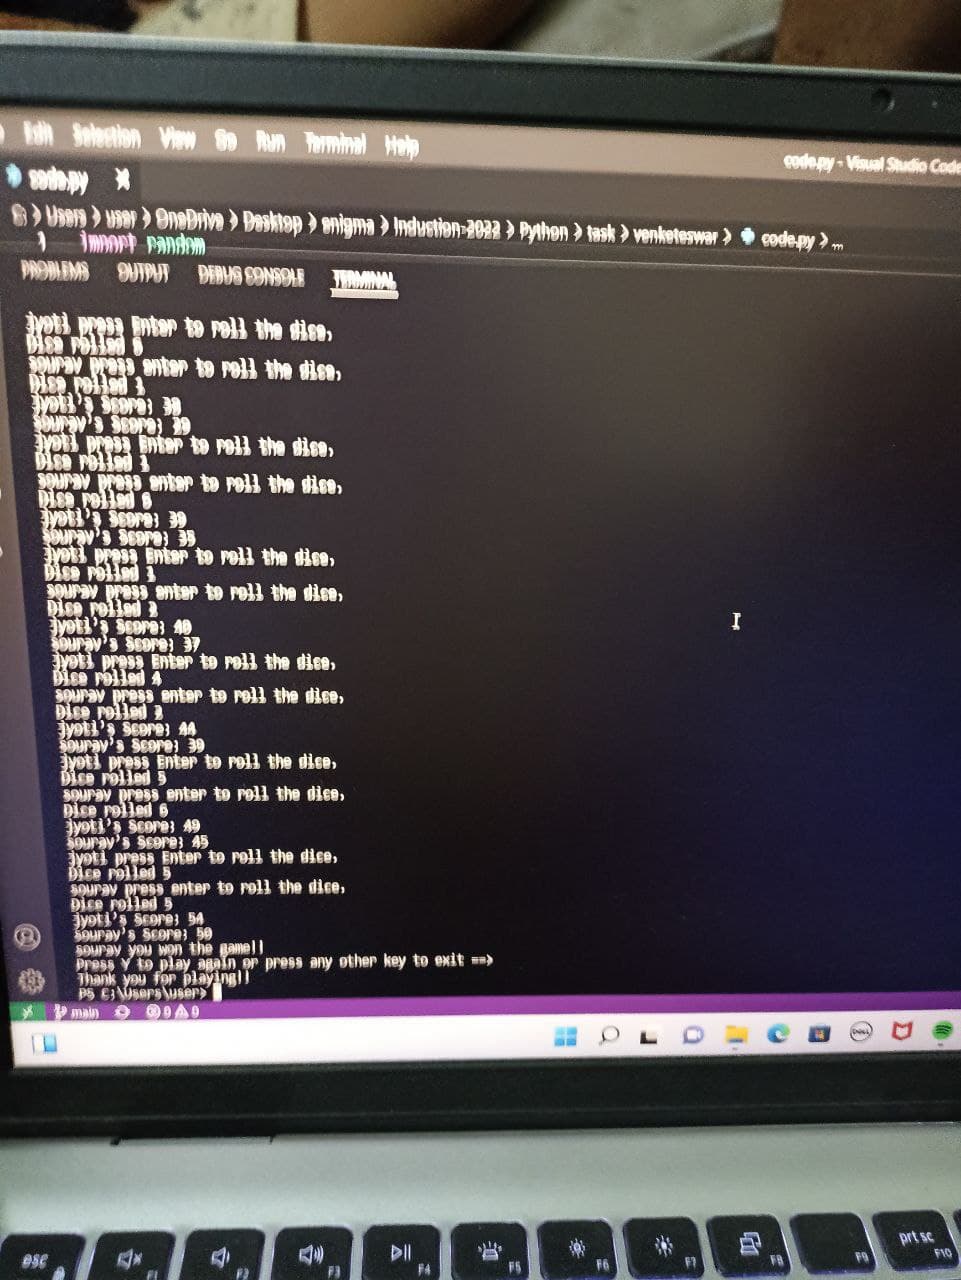 Edit Selection View Go Run Terminal Help
code.py - Visual Studio Code
code.py
> Users > user > OneDrive > Desktop > enigma > Induction-2022 > Python > task > venketeswar > code.py > ...
1 import random
PROBLEMS OUTPUT DEBUG CONSOLE TERMINAL
jyoti press Enter to roll the dice,
Dice rolled
sourav press enter to roll the dice,
Dice rolled 1
jyoti's Score:
sourav's Score:
jyoti press Enter to roll the dice,
Dice rolled 1
sourav press enter to roll the dice,
Dice rolled 6
jyoti's Score: 39
sourav's Score: 35
jyoti press Enter to roll the dice,
Dice rolled 1
sourav press enter to roll the dice,
Dice rolled 2
jyoti's Score: 40
sourav's Score: 37
jyoti press Enter to roll the dice,
Dice rolled 4
sourav press enter to roll the dice,
Dice rolled 2
jyoti's Score: 44
sourav's Score: 39
jyoti press Enter to roll the dice,
Dice rolled 5
sourav press enter to roll the dice,
Dice rolled 6
jyoti's Score: 49
sourav's Score: 45
jyoti press Enter to roll the dice,
Dice rolled 5
sourav press enter to roll the dice,
Dice rolled 5
jyoti's Score: 54
sourav's Score: 50
sourav you won the game!!
Press Y to play again or press any other key to exit ==>
Thank you for playing!!
PS C:\Users\user>
main 0 0
DELL
esc F1 F2 F3 F4 F5 F6 F7 F8 F9 prt sc F10